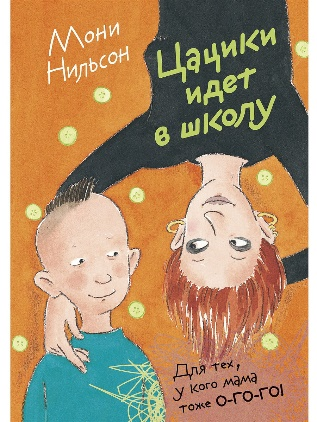 Мони
Нильсон
Цацики
идет
в школу
Для тех,
у кого мама
тоже О-ГО-ГО!